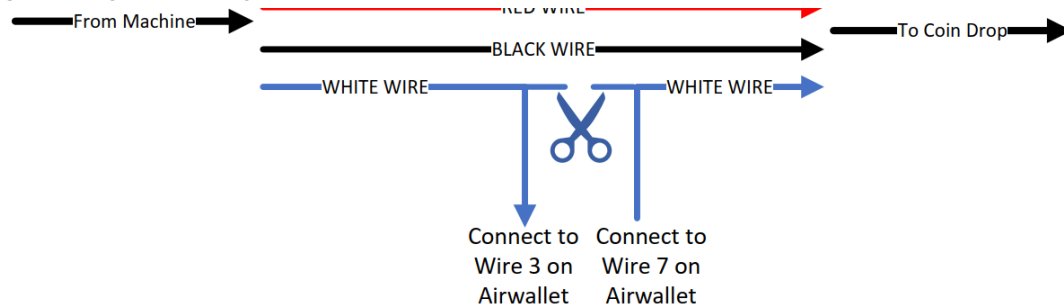 RED WIRE
From Machine
To Coin Drop
BLACK WIRE
WHITE WIRE
WHITE WIRE
Connect to
Wire 3 on
Airwallet
Connect to
Wire 7 on
Airwallet